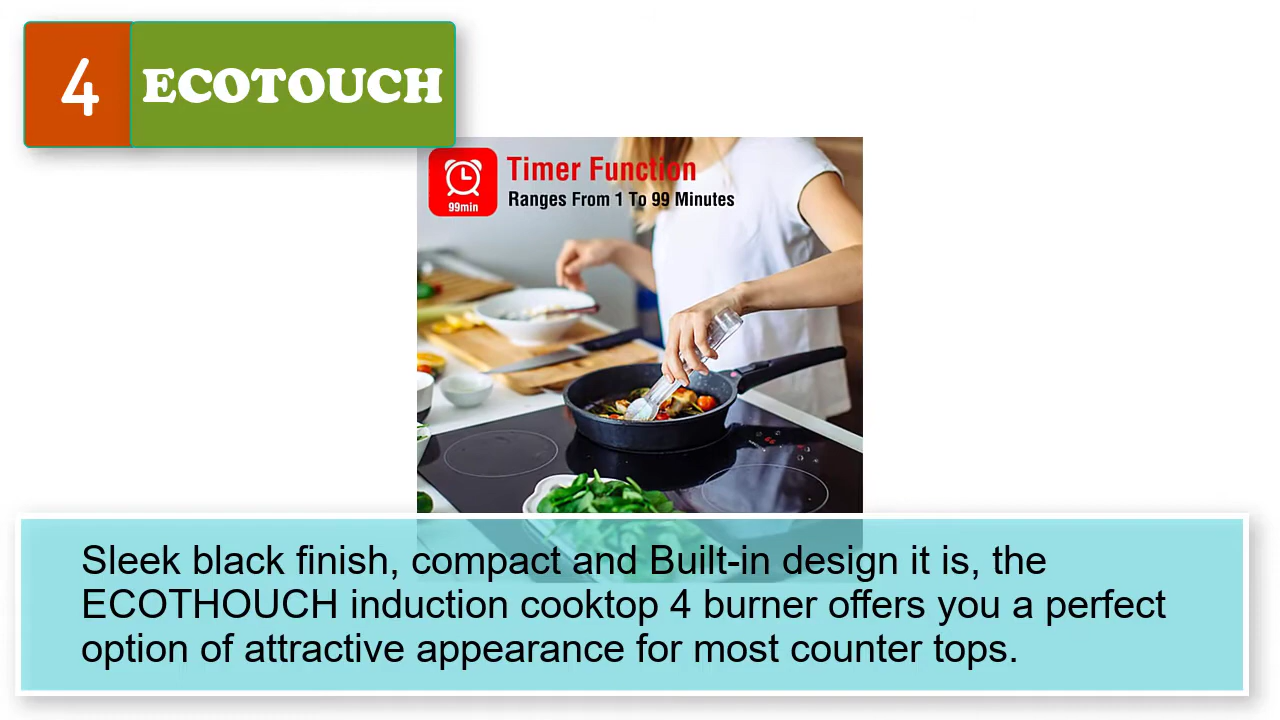 4 ECOTOUCH
Timer Function
99min
Ranges From 1 To 99 Minutes
Sleek black finish, compact and Built-in design it is, the
ECOTHOUCH induction cooktop 4 burner offers you a perfect
option of attractive appearance for most counter tops.